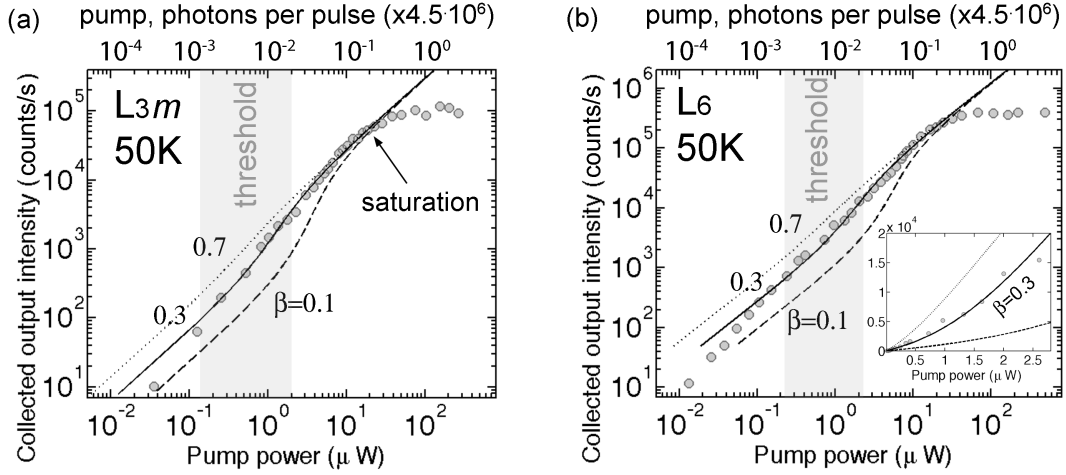 (a)
pump, photons per pulse (x4.5·10⁶)
10⁻⁴ 10⁻³ 10⁻² 10⁻¹ 10⁰
Collected output intensity (counts/s)
10⁵
10⁴
10³
10²
10¹
L3m
50K
threshold
saturation
0.7
0.3
β=0.1
10⁻² 10⁻¹ 10⁰ 10¹ 10²
Pump power (μ W)
(b)
pump, photons per pulse (x4.5·10⁶)
10⁻⁴ 10⁻³ 10⁻² 10⁻¹ 10⁰
Collected output intensity (counts/s)
10⁶
10⁵
10⁴
10³
10²
10¹
L6
50K
threshold
0.7
0.3
β=0.1
x 10⁴
2
1.5
1
0.5
0
β=0.3
0.5 1 1.5 2 2.5
Pump power (μ W)
10⁻² 10⁻¹ 10⁰ 10¹ 10²
Pump power (μ W)